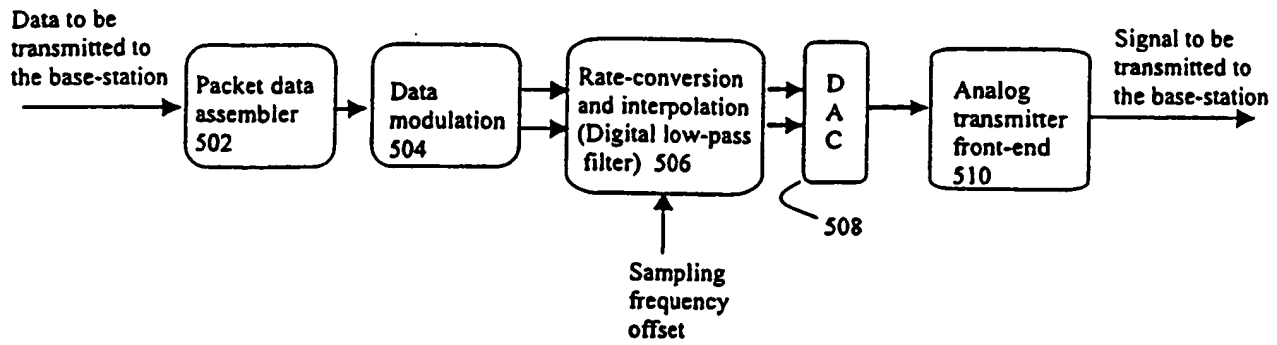 Data to be
transmitted to
the base-station
Packet data
assembler
502
Data
modulation
504
Rate-conversion
and interpolation
(Digital low-pass
filter) 506
D
A
C
508
Analog
transmitter
front-end
510
Signal to be
transmitted to
the base-station
Sampling
frequency
offset